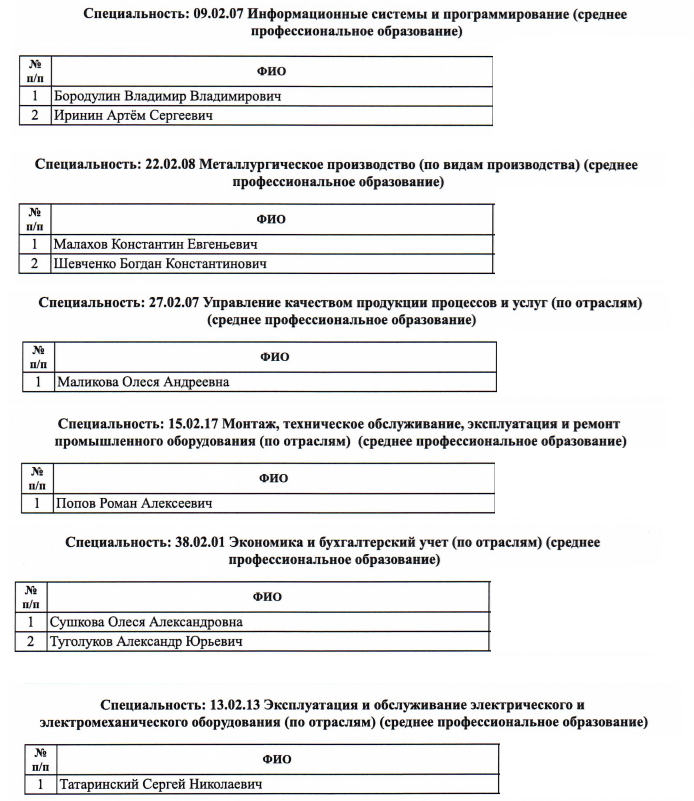 Специальность: 09.02.07 Информационные системы и программирование (среднее
профессиональное образование)
№
п/п
ФИО
1 Бородулин Владимир Владимирович
2 Иринин Артём Сергеевич
Специальность: 22.02.08 Металлургическое производство (по видам производства) (среднее
профессиональное образование)
№
п/п
ФИО
1 Малахов Константин Евгеньевич
2 Шевченко Богдан Константинович
Специальность: 27.02.07 Управление качеством продукции процессов и услуг (по отраслям)
(среднее профессиональное образование)
№
п/п
ФИО
1 Маликова Олеся Андреевна
Специальность: 15.02.17 Монтаж, техническое обслуживание, эксплуатация и ремонт
промышленного оборудования (по отраслям) (среднее профессиональное образование)
№
п/п
ФИО
1 Попов Роман Алексеевич
Специальность: 38.02.01 Экономика и бухгалтерский учет (по отраслям) (среднее
профессиональное образование)
№
п/п
ФИО
1 Сушкова Олеся Александровна
2 Туголуков Александр Юрьевич
Специальность: 13.02.13 Эксплуатация и обслуживание электрического и
электромеханического оборудования (по отраслям) (среднее профессиональное образование)
№
п/п
ФИО
1 Татаринский Сергей Николаевич